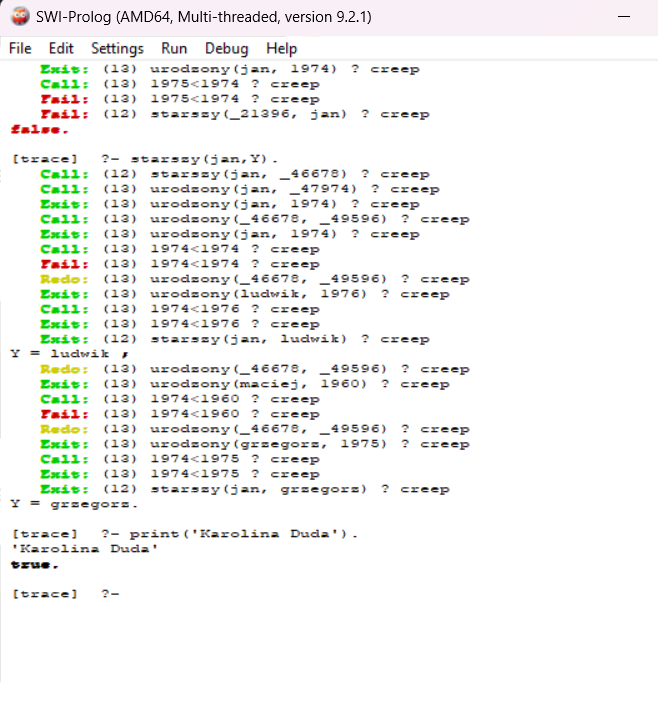 SWI-Prolog (AMD64, Multi-threaded, version 9.2.1)
File Edit Settings Run Debug Help
Exit: (13) urodzony(jan, 1974) ? creep
Call: (13) 1975<1974 ? creep
Fail: (13) 1975<1974 ? creep
Fail: (12) starszy(_21396, jan) ? creep
false.
[trace] ?- starszy(jan,Y).
Call: (12) starszy(jan, _46678) ? creep
Call: (13) urodzony(jan, _47974) ? creep
Exit: (13) urodzony(jan, 1974) ? creep
Call: (13) urodzony(_46678, _49596) ? creep
Exit: (13) urodzony(jan, 1974) ? creep
Call: (13) 1974<1974 ? creep
Fail: (13) 1974<1974 ? creep
Redo: (13) urodzony(_46678, _49596) ? creep
Exit: (13) urodzony(ludwik, 1976) ? creep
Call: (13) 1974<1976 ? creep
Exit: (13) 1974<1976 ? creep
Exit: (12) starszy(jan, ludwik) ? creep
Y = ludwik ;
Redo: (13) urodzony(_46678, _49596) ? creep
Exit: (13) urodzony(maciej, 1960) ? creep
Call: (13) 1974<1960 ? creep
Fail: (13) 1974<1960 ? creep
Redo: (13) urodzony(_46678, _49596) ? creep
Exit: (13) urodzony(grzegorz, 1975) ? creep
Call: (13) 1974<1975 ? creep
Exit: (13) 1974<1975 ? creep
Exit: (12) starszy(jan, grzegorz) ? creep
Y = grzegorz.
[trace] ?- print('Karolina Duda').
'Karolina Duda'
true.
[trace] ?-